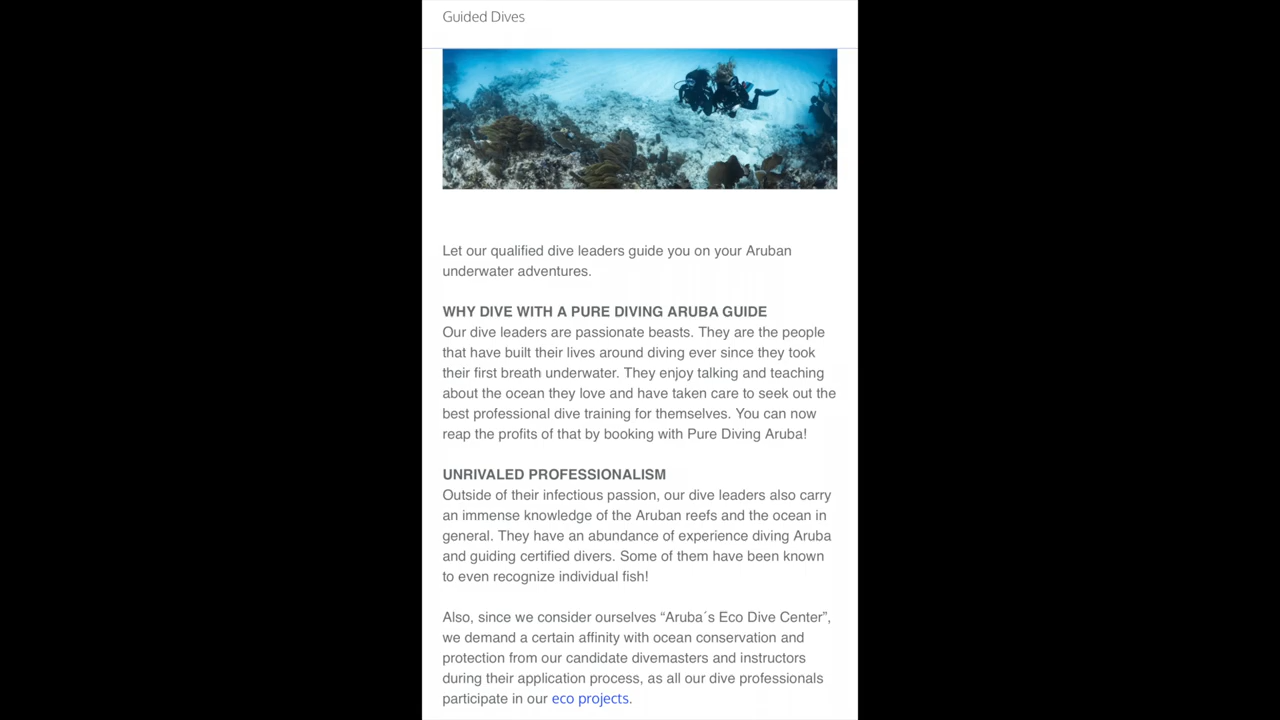 Guided Dives
Let our qualified dive leaders guide you on your Aruban
underwater adventures.
WHY DIVE WITH A PURE DIVING ARUBA GUIDE
Our dive leaders are passionate beasts. They are the people
that have built their lives around diving ever since they took
their first breath underwater. They enjoy talking and teaching
about the ocean they love and have taken care to seek out the
best professional dive training for themselves. You can now
reap the profits of that by booking with Pure Diving Aruba!
UNRIVALED PROFESSIONALISM
Outside of their infectious passion, our dive leaders also carry
an immense knowledge of the Aruban reefs and the ocean in
general. They have an abundance of experience diving Aruba
and guiding certified divers. Some of them have been known
to even recognize individual fish!
Also, since we consider ourselves “Aruba´s Eco Dive Center”,
we demand a certain affinity with ocean conservation and
protection from our candidate divemasters and instructors
during their application process, as all our dive professionals
participate in our eco projects.